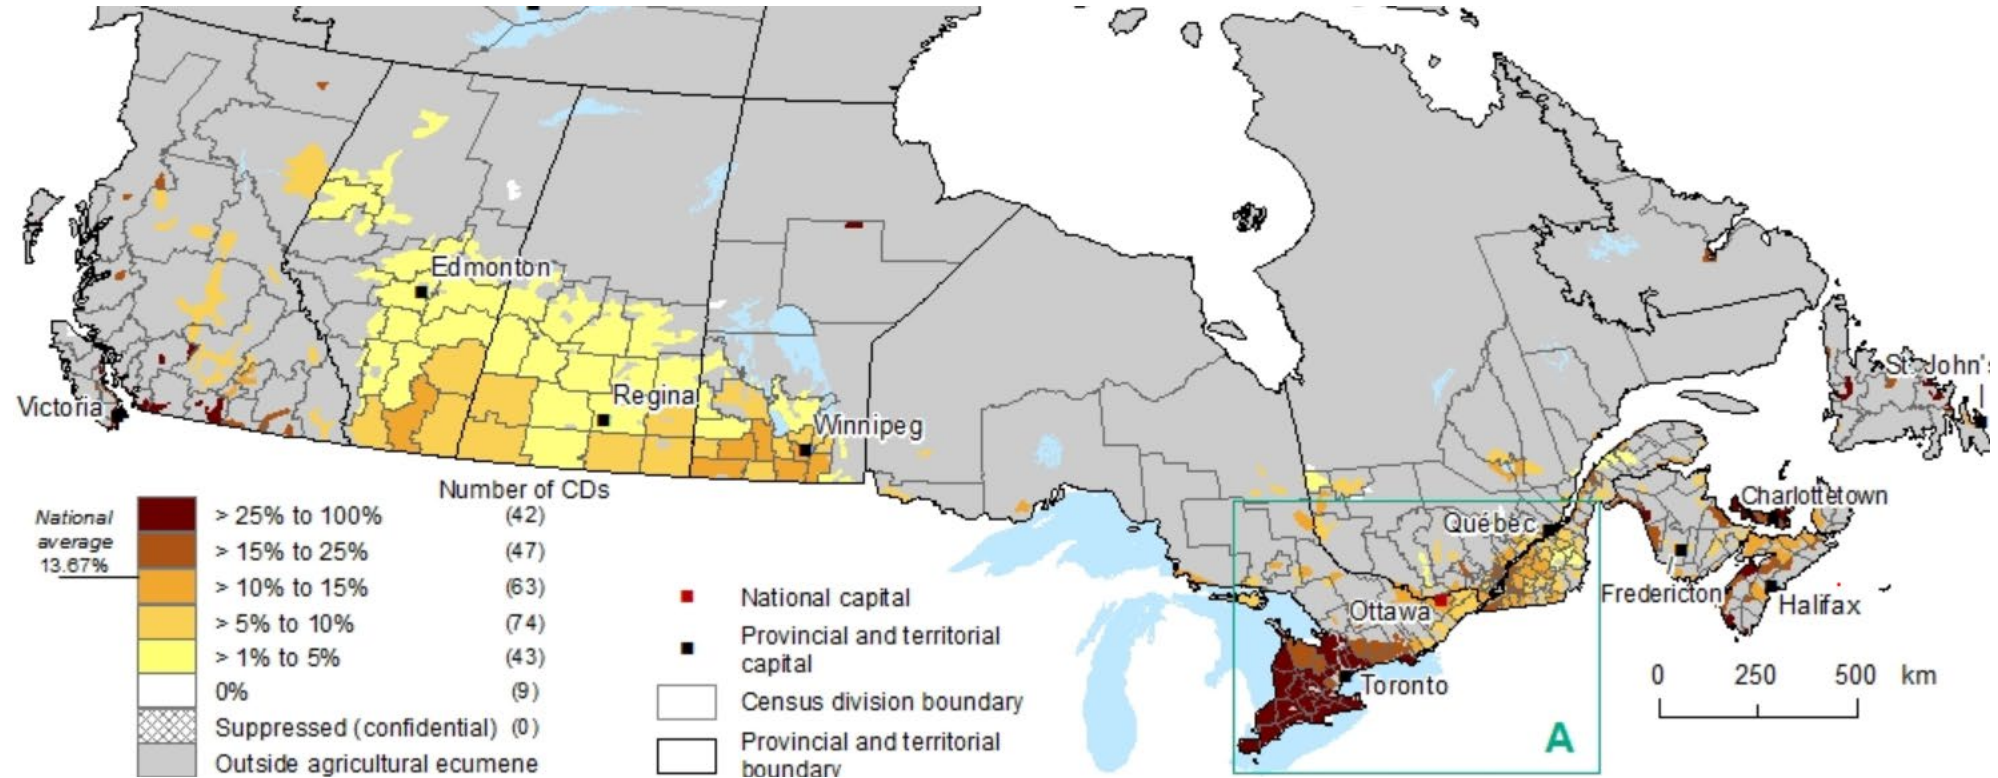 Edmonton
Regina
Winnipeg
Victoria
St. John's
Charlottetown
Québec
Fredericton
Halifax
Ottawa
Toronto
A
0 250 500 km
Number of CDs
National
average
13.67%
> 25% to 100% (42)
> 15% to 25% (47)
> 10% to 15% (63)
> 5% to 10% (74)
> 1% to 5% (43)
0% (9)
Suppressed (confidential) (0)
Outside agricultural ecumene
National capital
Provincial and territorial
capital
Census division boundary
Provincial and territorial
boundary